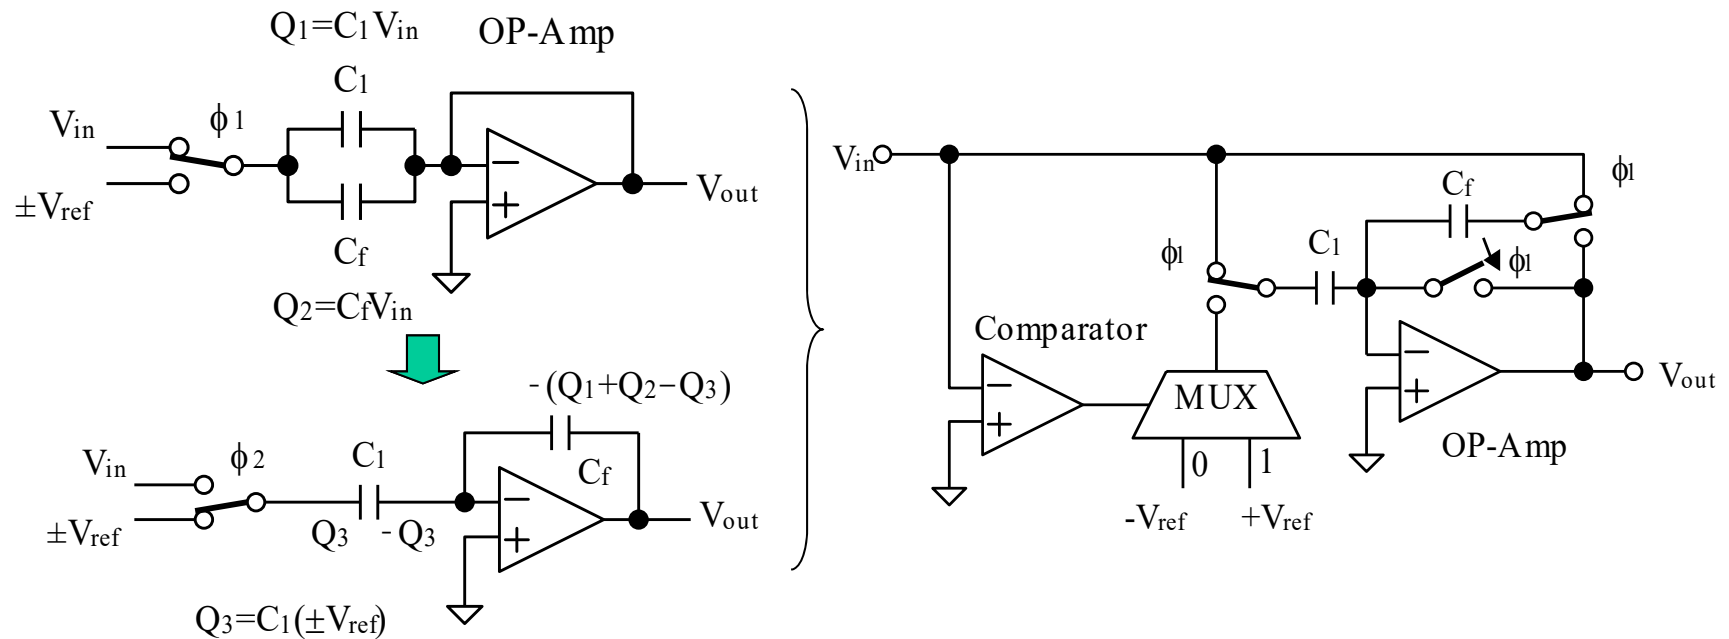 Q1=C1Vin
OP-Amp
C1
Vin
ϕ1
±Vref
Vout
Cf
Q2=CfVin
-(Q1+Q2−Q3)
Vin
ϕ2
C1
Cf
±Vref
Q3
-Q3
Vout
Q3=C1(±Vref)
Vin
ϕ1
Cf
ϕ1
C1
ϕ1
Comparator
MUX
Vout
OP-Amp
0
1
-Vref
+Vref